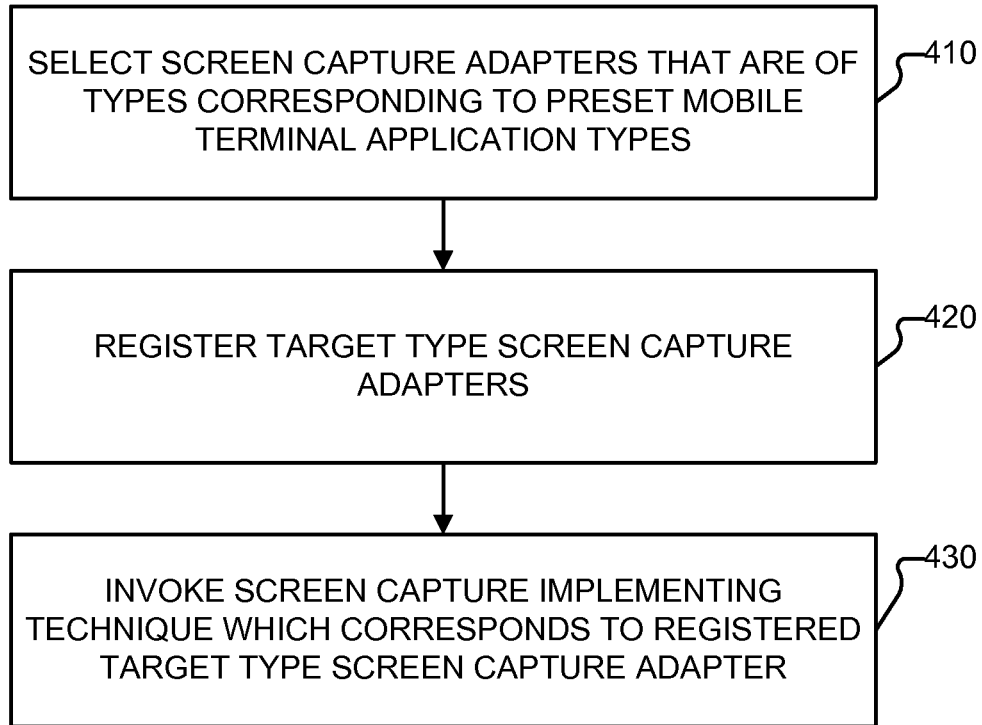 SELECT SCREEN CAPTURE ADAPTERS THAT ARE OF
TYPES CORRESPONDING TO PRESET MOBILE
TERMINAL APPLICATION TYPES
410
REGISTER TARGET TYPE SCREEN CAPTURE
ADAPTERS
420
INVOKE SCREEN CAPTURE IMPLEMENTING
TECHNIQUE WHICH CORRESPONDS TO REGISTERED
TARGET TYPE SCREEN CAPTURE ADAPTER
430